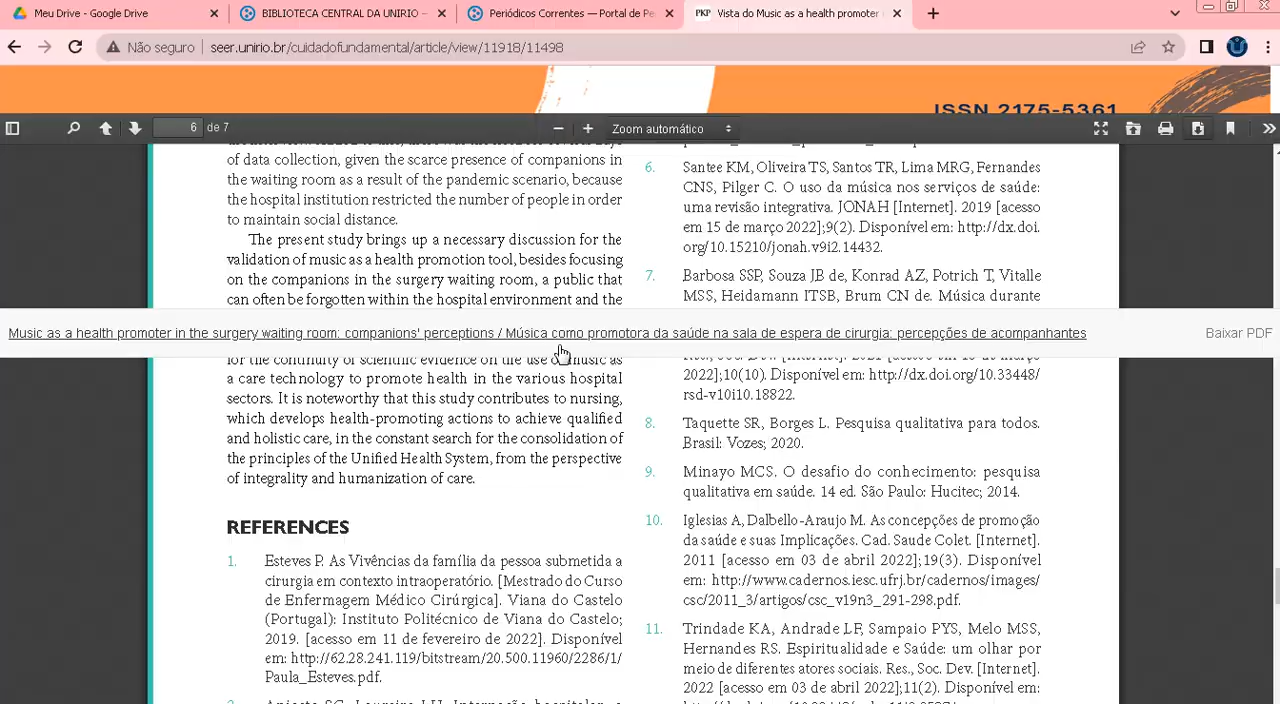 Meu Drive - Google Drive
BIBLIOTECA CENTRAL DA UNIRIO –
Periódicos Correntes — Portal de Pe
PKP Vista do Music as a health promoter
Não seguro
seer.unirio.br/cuidadofundamental/article/view/11918/11498
ISSN 2175-5361
6 de 7
Zoom automático
of data collection, given the scarce presence of companions in
the waiting room as a result of the pandemic scenario, because
the hospital institution restricted the number of people in order
to maintain social distance.
The present study brings up a necessary discussion for the
validation of music as a health promotion tool, besides focusing
on the companions in the surgery waiting room, a public that
can often be forgotten within the hospital environment and the
Music as a health promoter in the surgery waiting room: companions' perceptions / Música como promotora da saúde na sala de espera de cirurgia: percepções de acompanhantes
Baixar PDF
for the continuity of scientific evidence on the use of music as
a care technology to promote health in the various hospital
sectors. It is noteworthy that this study contributes to nursing,
which develops health-promoting actions to achieve qualified
and holistic care, in the constant search for the consolidation of
the principles of the Unified Health System, from the perspective
of integrality and humanization of care.
REFERENCES
1. Esteves P. As Vivências da família da pessoa submetida a
cirurgia em contexto intraoperatório. [Mestrado do Curso
de Enfermagem Médico Cirúrgica]. Viana do Castelo
(Portugal): Instituto Politécnico de Viana do Castelo;
2019. [acesso em 11 de fevereiro de 2022]. Disponível
em: http://62.28.241.119/bitstream/20.500.11960/2286/1/
Paula_Esteves.pdf.
6. Santee KM, Oliveira TS, Santos TR, Lima MRG, Fernandes
CNS, Pilger C. O uso da música nos serviços de saúde:
uma revisão integrativa. JONAH [Internet]. 2019 [acesso
em 15 de março 2022];9(2). Disponível em: http://dx.doi.
org/10.15210/jonah.v9i2.14432.
7. Barbosa SSP, Souza JB de, Konrad AZ, Potrich T, Vitalle
MSS, Heidamann ITSB, Brum CN de. Música durante
2022];10(10). Disponível em: http://dx.doi.org/10.33448/
rsd-v10i10.18822.
8. Taquette SR, Borges L. Pesquisa qualitativa para todos.
Brasil: Vozes; 2020.
9. Minayo MCS. O desafio do conhecimento: pesquisa
qualitativa em saúde. 14 ed. São Paulo: Hucitec; 2014.
10. Iglesias A, Dalbello-Araujo M. As concepções de promoção
da saúde e suas Implicações. Cad. Saude Colet. [Internet].
2011 [acesso em 03 de abril 2022];19(3). Disponível
em: http://www.cadernos.iesc.ufrj.br/cadernos/images/
csc/2011_3/artigos/csc_v19n3_291-298.pdf.
11. Trindade KA, Andrade LF, Sampaio PYS, Melo MSS,
Hernandes RS. Espiritualidade e Saúde: um olhar por
meio de diferentes atores sociais. Res., Soc. Dev. [Internet].
2022 [acesso em 03 de abril 2022];11(2). Disponível em: